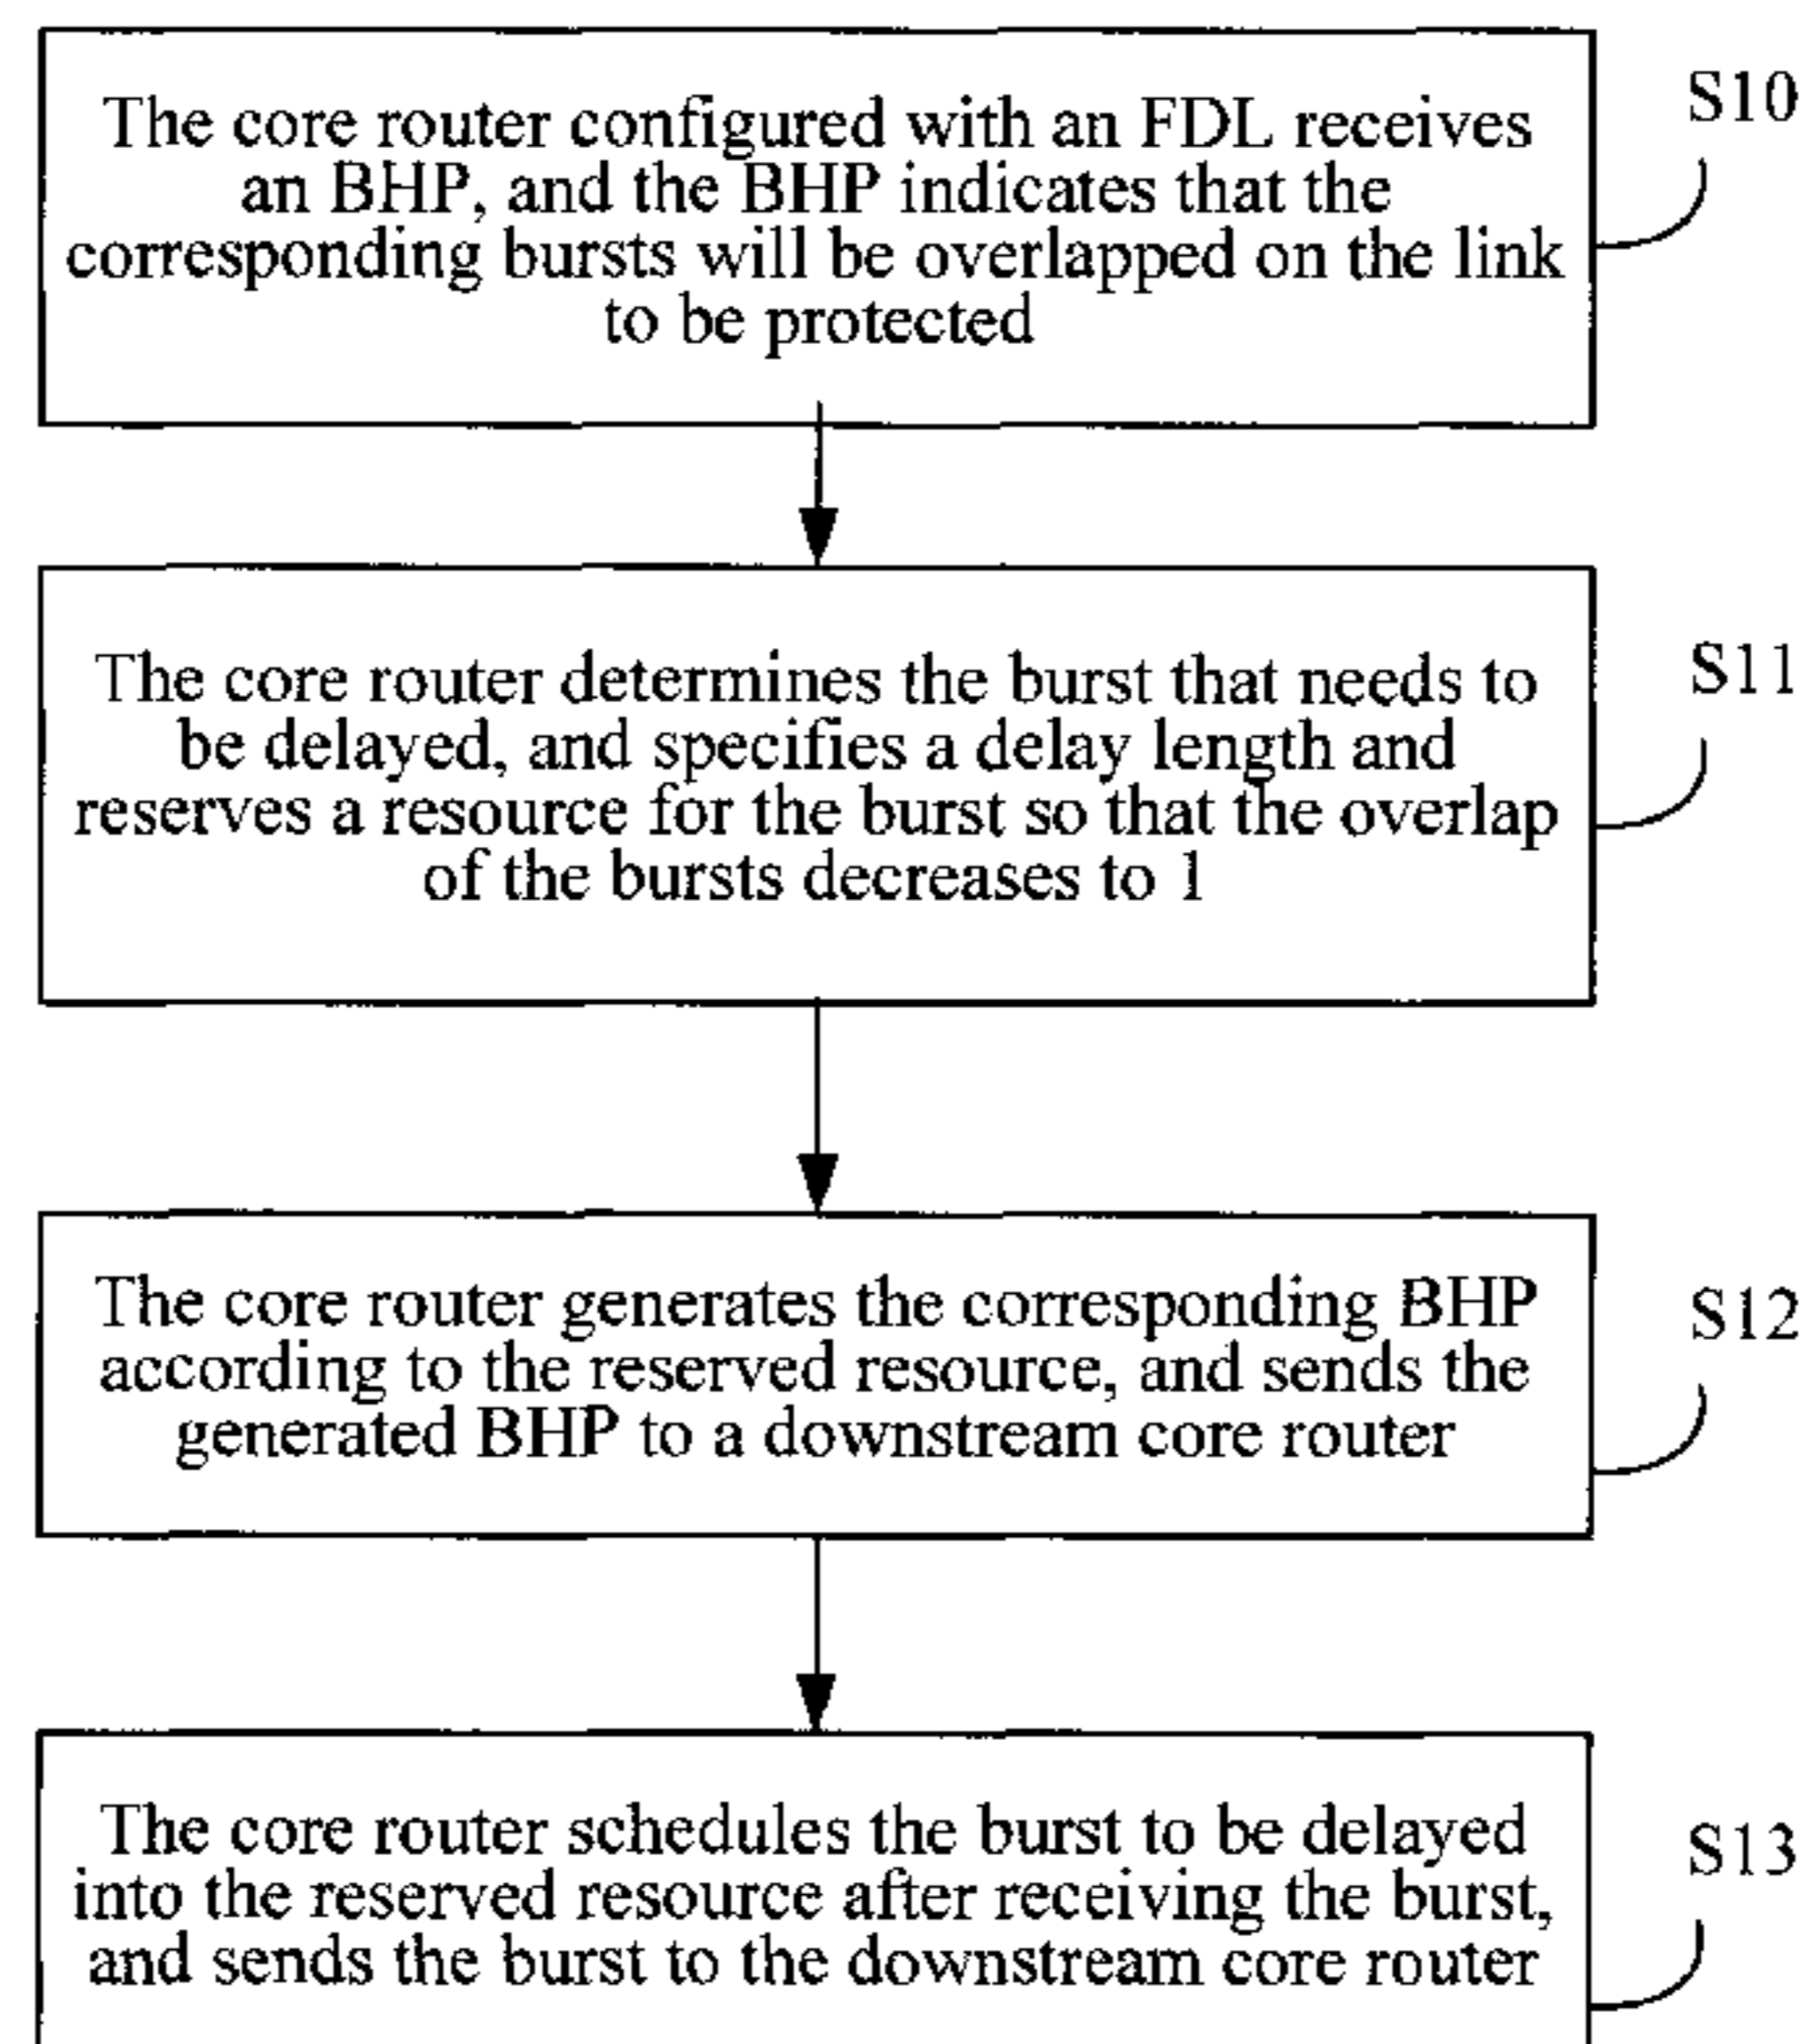 The core router configured with an FDL receives
an BHP, and the BHP indicates that the
corresponding bursts will be overlapped on the link
to be protected
S10
The core router determines the burst that needs to
be delayed, and specifies a delay length and
reserves a resource for the burst so that the overlap
of the bursts decreases to 1
S11
The core router generates the corresponding BHP
according to the reserved resource, and sends the
generated BHP to a downstream core router
S12
The core router schedules the burst to be delayed
into the reserved resource after receiving the burst,
and sends the burst to the downstream core router
S13